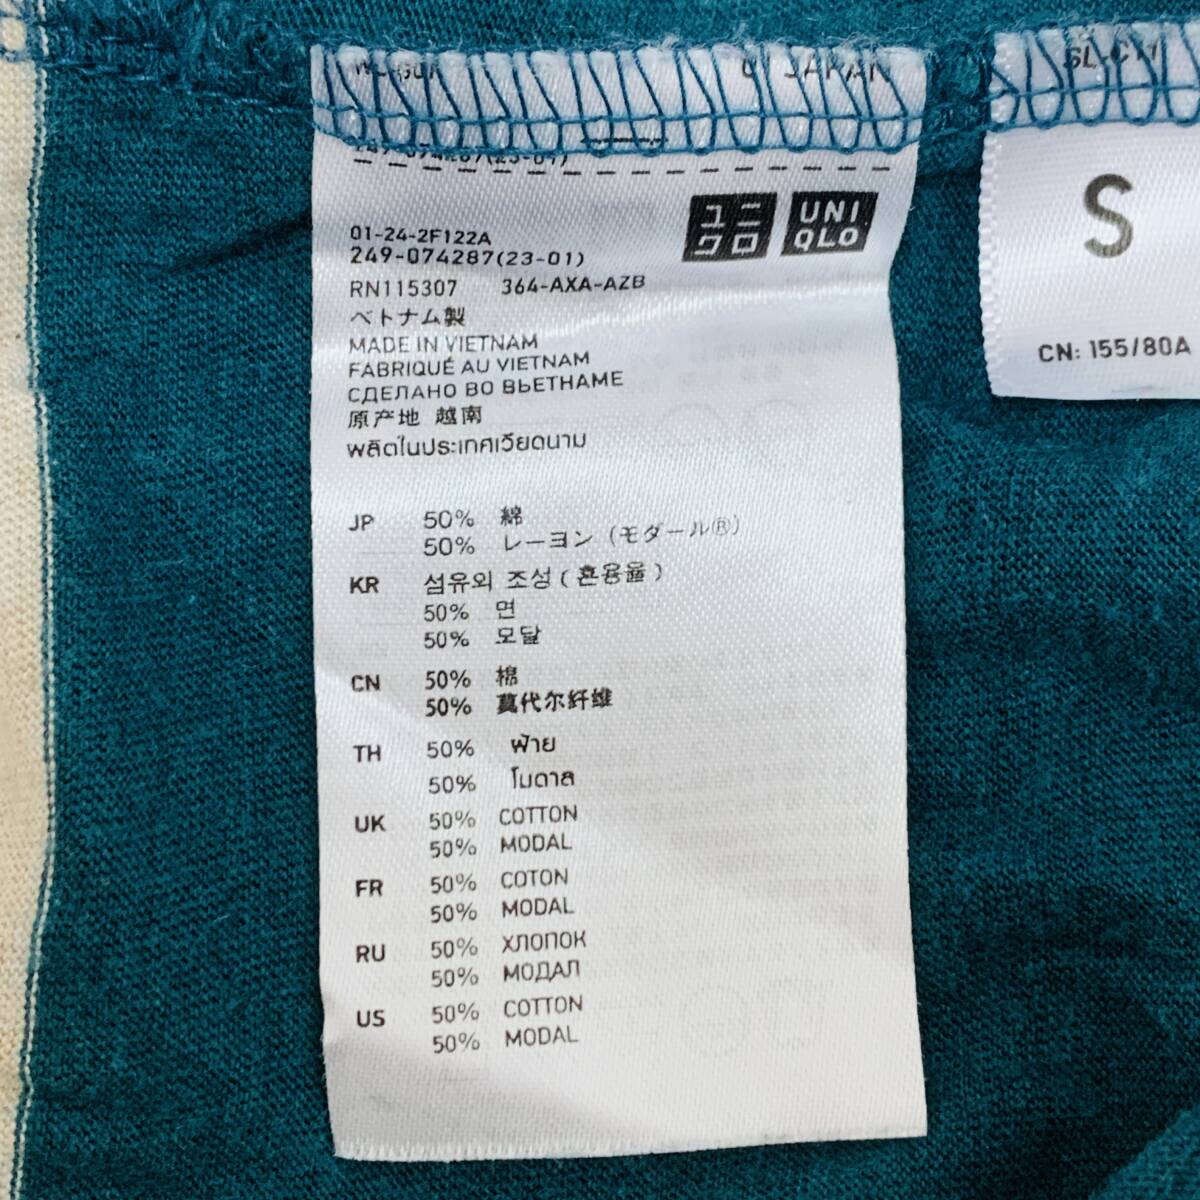 JAPAN
249-074287(23-01)
ユニ
クロ
UNI
QLO
01-24-2F122A
249-074287(23-01)
RN115307 364-AXA-AZB
ベトナム製
MADE IN VIETNAM
FABRIQUÉ AU VIETNAM
СДЕЛАНО ВО ВЬЕТНАМЕ
原产地 越南
ผลิตในประเทศเวียดนาม
JP 50% 綿
50% レーヨン (モダール®)
KR 섬유의 조성 ( 혼용율 )
50% 면
50% 모달
CN 50% 棉
50% 莫代尔纤维
TH 50% ฝ้าย
50% โมดาล
UK 50% COTTON
50% MODAL
FR 50% COTON
50% MODAL
RU 50% ХЛОПОК
50% МОДАЛ
US 50% COTTON
50% MODAL
S
CN: 155/80A